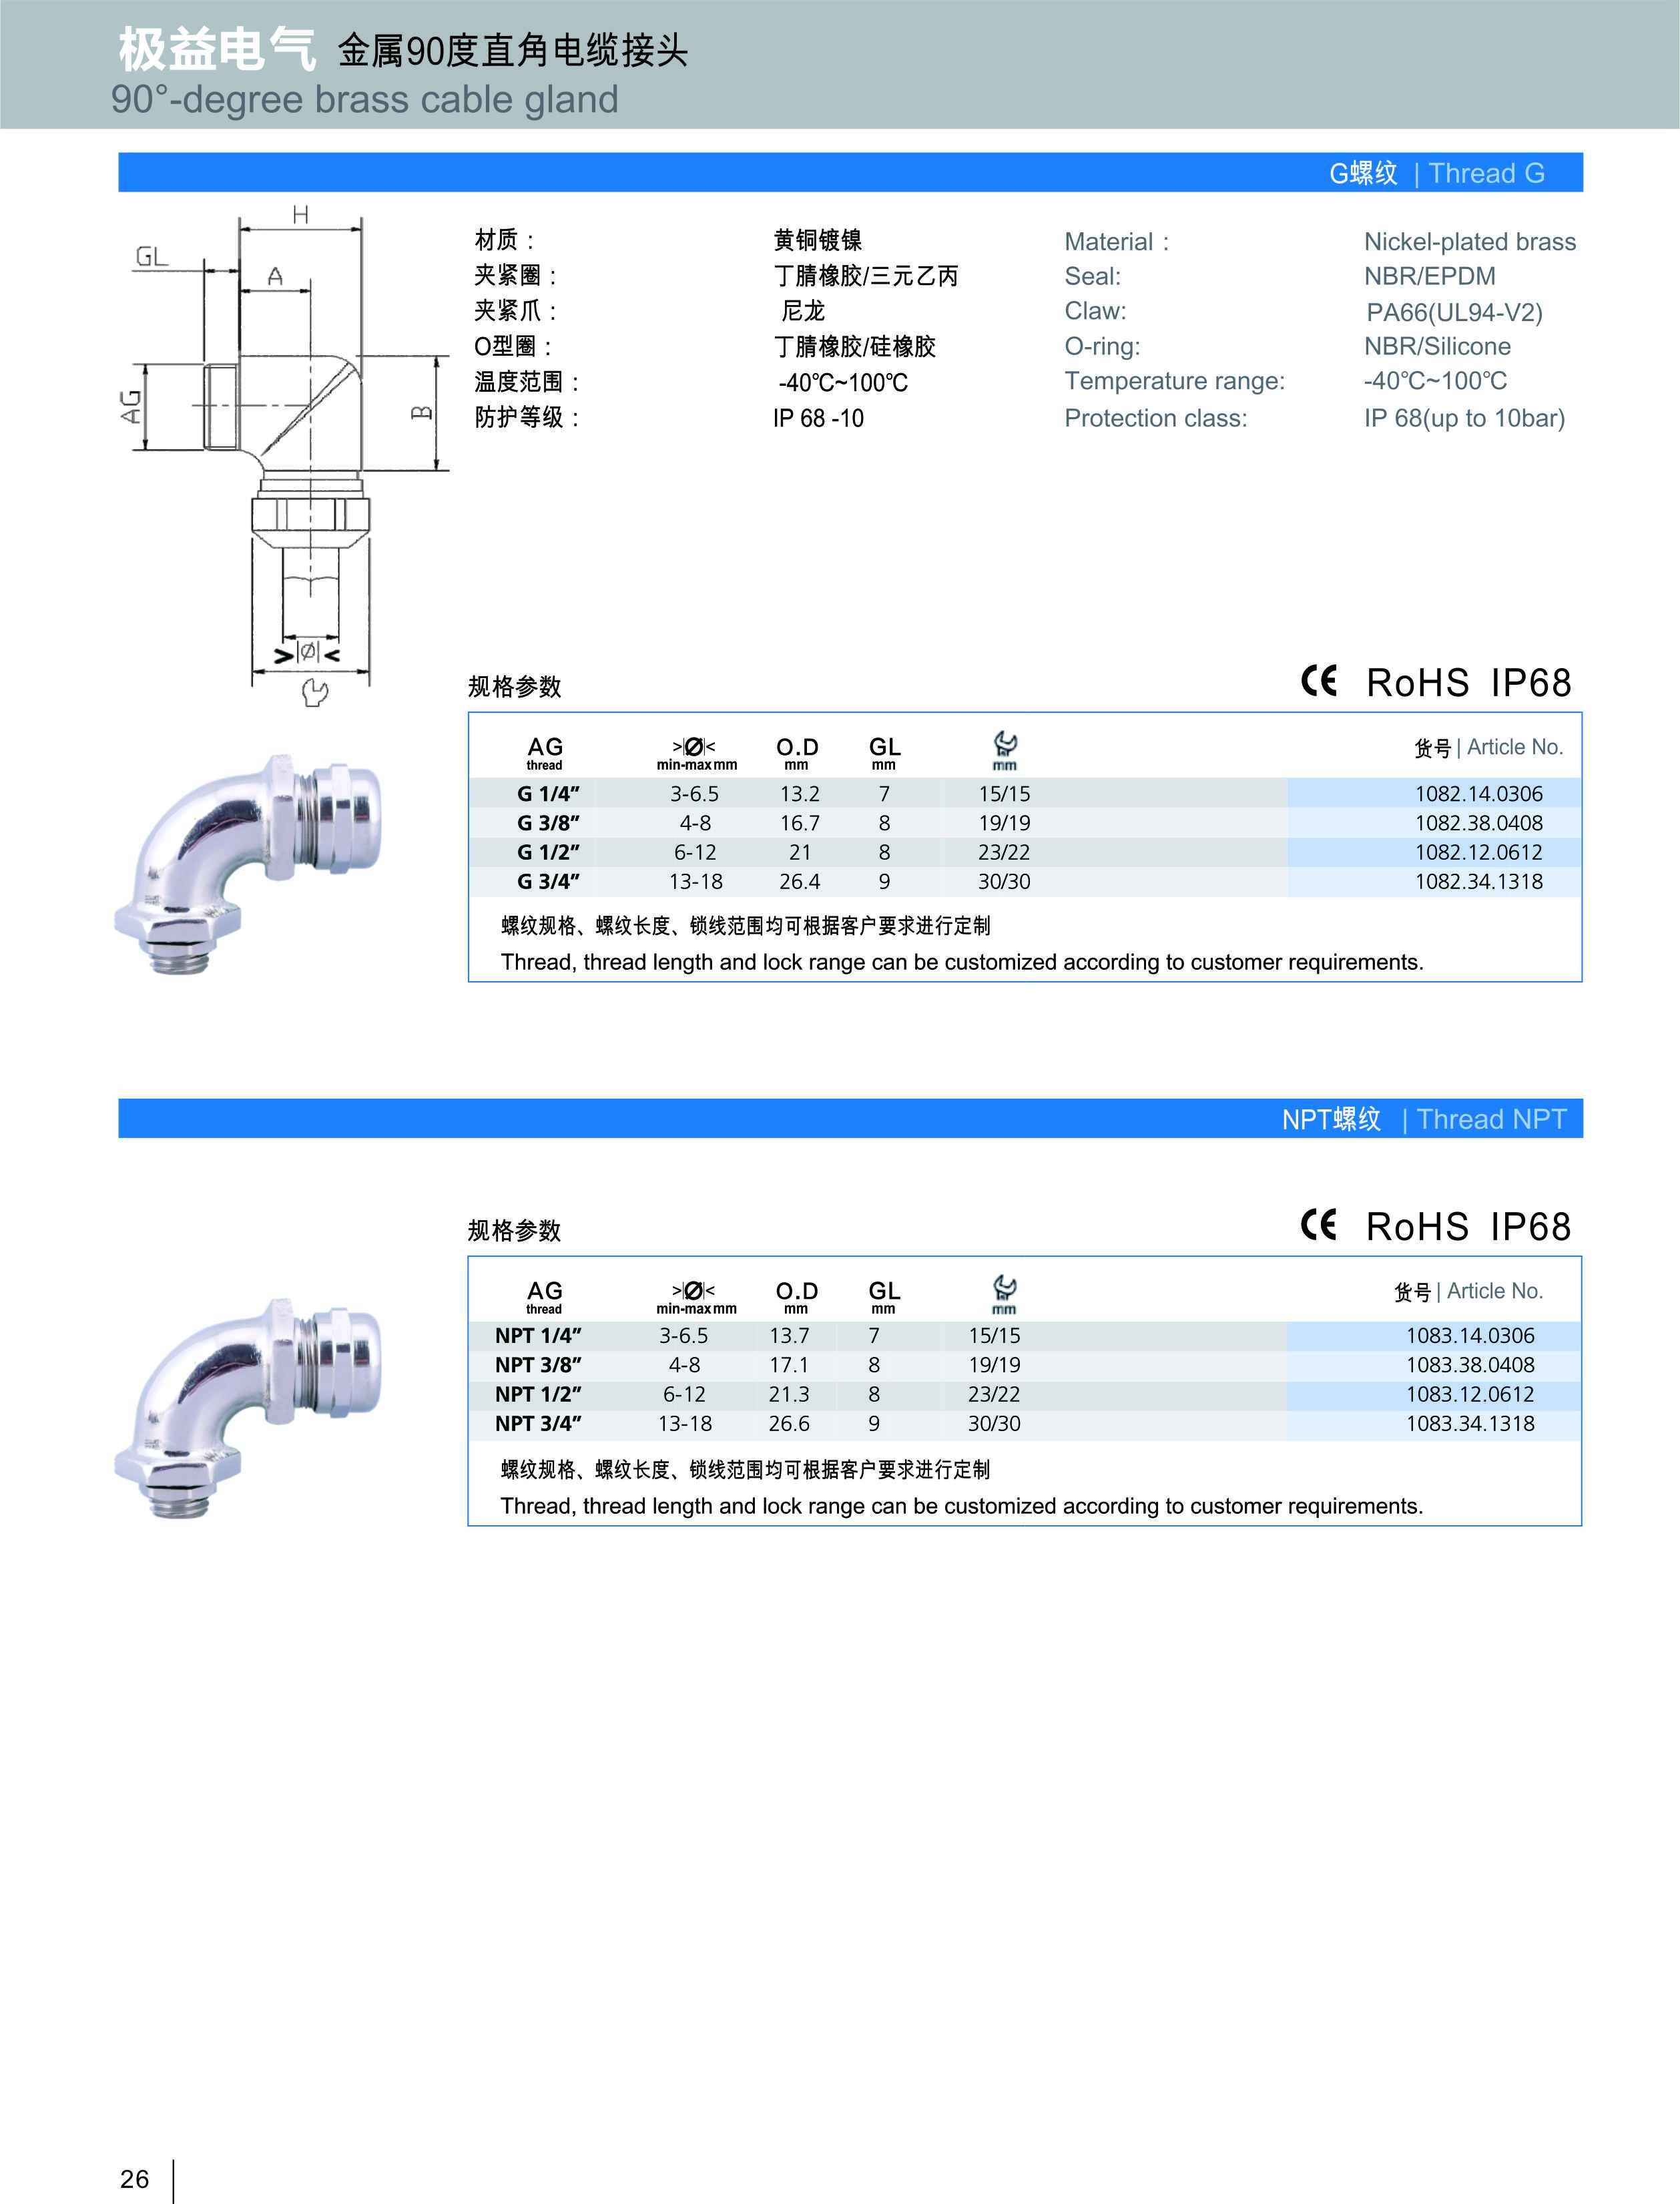 极益电气 金属90度直角电缆接头
90°-degree brass cable gland
G螺纹 | Thread G
H
GL
A
AG
B
>|Ø|<
材质： 黄铜镀镍 Material： Nickel-plated brass
夹紧圈： 丁腈橡胶/三元乙丙 Seal: NBR/EPDM
夹紧爪： 尼龙 Claw: PA66(UL94-V2)
O型圈： 丁腈橡胶/硅橡胶 O-ring: NBR/Silicone
温度范围： -40℃~100℃ Temperature range: -40℃~100℃
防护等级： IP 68 -10 Protection class: IP 68(up to 10bar)
规格参数 CE RoHS IP68
AG >|Ø|< O.D GL 货号 | Article No.
thread min-max mm mm mm mm
G 1/4” 3-6.5 13.2 7 15/15 1082.14.0306
G 3/8” 4-8 16.7 8 19/19 1082.38.0408
G 1/2” 6-12 21 8 23/22 1082.12.0612
G 3/4” 13-18 26.4 9 30/30 1082.34.1318
螺纹规格、螺纹长度、锁线范围均可根据客户要求进行定制
Thread, thread length and lock range can be customized according to customer requirements.
NPT螺纹 | Thread NPT
规格参数 CE RoHS IP68
AG >|Ø|< O.D GL 货号 | Article No.
thread min-max mm mm mm mm
NPT 1/4” 3-6.5 13.7 7 15/15 1083.14.0306
NPT 3/8” 4-8 17.1 8 19/19 1083.38.0408
NPT 1/2” 6-12 21.3 8 23/22 1083.12.0612
NPT 3/4” 13-18 26.6 9 30/30 1083.34.1318
螺纹规格、螺纹长度、锁线范围均可根据客户要求进行定制
Thread, thread length and lock range can be customized according to customer requirements.
26